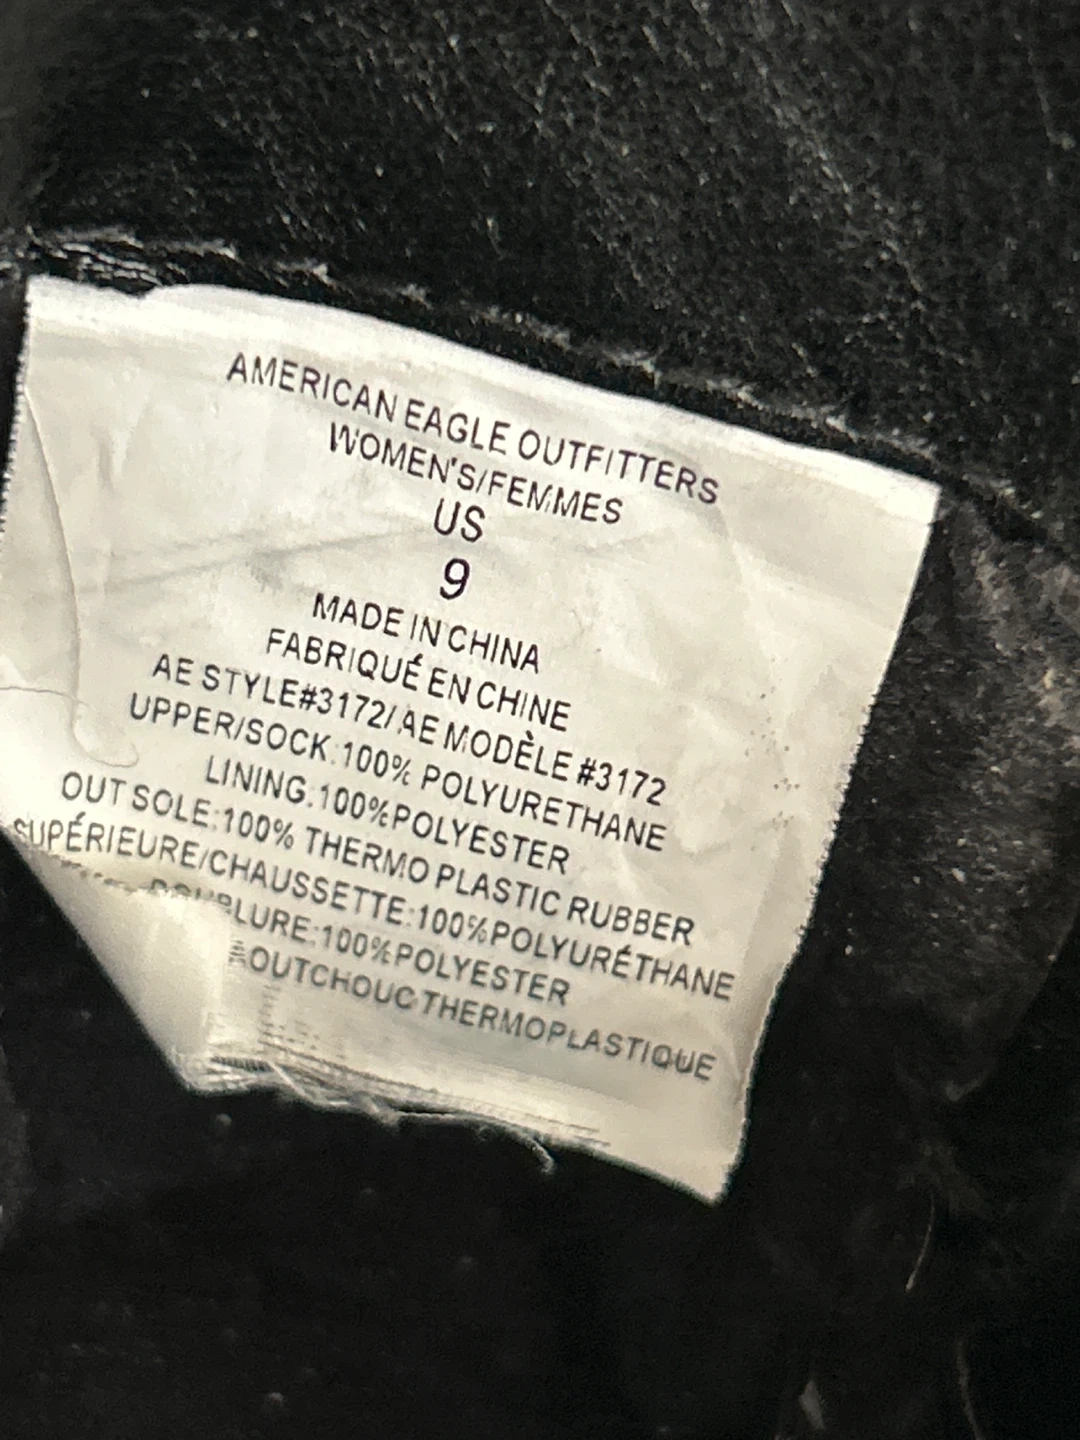 AMERICAN EAGLE OUTFITTERS
WOMEN'S/FEMMES
US
9
MADE IN CHINA
FABRIQUÉ EN CHINE
AE STYLE#3172/ AE MODÈLE #3172
UPPER/SOCK:100% POLYURETHANE
LINING:100%POLYESTER
OUT SOLE:100% THERMO PLASTIC RUBBER
SUPÉRIEURE/CHAUSSETTE:100%POLYURÉTHANE
DOUBLURE:100%POLYESTER
THERMOPLASTIQUE